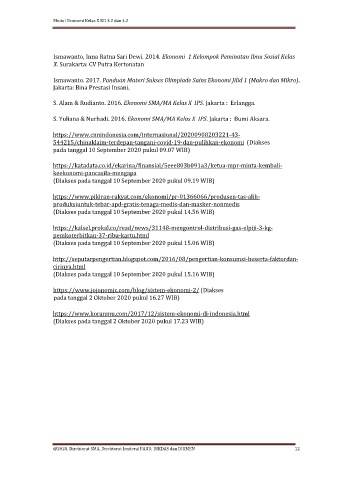 Modul Ekonomi Kelas X KD 3.2 dan 4.2
Ismawanto, Inna Ratna Sari Dewi. 2014. Ekonomi 1 Kelompok Peminatan Ilmu Sosial Kelas
X. Surakarta: CV Putra Kertonatan
Ismawanto. 2017. Panduan Materi Sukses Olimpiade Sains Ekonomi Jilid 1 (Makro dan Mikro).
Jakarta: Bina Prestasi Insani.
S. Alam & Rudianto. 2016. Ekonomi SMA/MA Kelas X IPS. Jakarta : Erlangga.
S. Yuliana & Nurhadi. 2016. Ekonomi SMA/MA Kelas X IPS. Jakarta : Bumi Aksara.
https://www.cnnindonesia.com/internasional/20200908203221-43-
544215/chinaklaim-terdepan-tangani-covid-19-dan-pulihkan-ekonomi (Diakses
pada tanggal 10 September 2020 pukul 09.07 WIB)
https://katadata.co.id/ekarina/finansial/5eee803b091a3/ketua-mpr-minta-kembali-
keekonomi-pancasila-mengapa
(Diakses pada tanggal 10 September 2020 pukul 09.19 WIB)
https://www.pikiran-rakyat.com/ekonomi/pr-01366066/produsen-tasalih-
produksiuntuk-tebar-apd-gratis-tenaga-medis-dan-masker-nonmedis
(Diakses pada tanggal 10 September 2020 pukul 14.56 WIB)
https://kalsel.prokal.co/read/news/31148-mengontrol-distribusi-gas-elpiji-3-kg-
pemkoterbitkan-37-ribu-kartu.html
(Diakses pada tanggal 10 September 2020 pukul 15.06 WIB)
http://seputarpengertian.blogspot.com/2016/08/pengertian-konsumsi-beserta-faktordan-
cirinya.html
(Diakses pada tanggal 10 September 2020 pukul 15.16 WIB)
https://www.jojonomic.com/blog/sistem-ekonomi-2/ (Diakses
pada tanggal 2 Oktober 2020 pukul 16.27 WIB)
https://www.koranmu.com/2017/12/sistem-ekonomi-di-indonesia.html
(Diakses pada tanggal 2 Oktober 2020 pukul 17.23 WIB)
@2020, Direktorat SMA, Direktorat Jenderal PAUD, DIKDAS dan DIKMEN